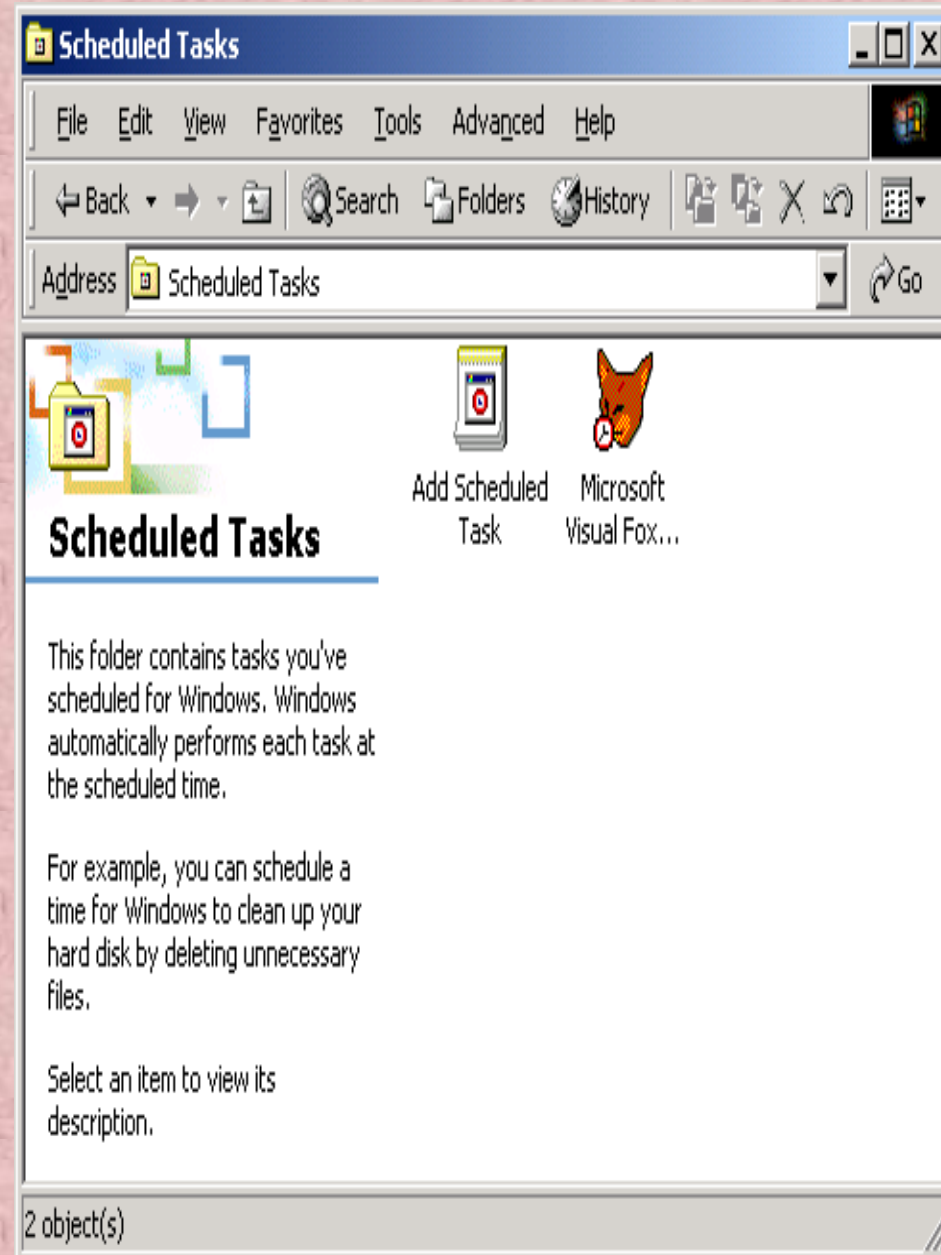 Scheduled Tasks
File Edit View Favorites Tools Advanced Help
Back Search Folders History
Address Scheduled Tasks Go
Add Scheduled
Task
Microsoft
Visual Fox...
Scheduled Tasks
This folder contains tasks you've
scheduled for Windows. Windows
automatically performs each task at
the scheduled time.
For example, you can schedule a
time for Windows to clean up your
hard disk by deleting unnecessary
files.
Select an item to view its
description.
2 object(s)